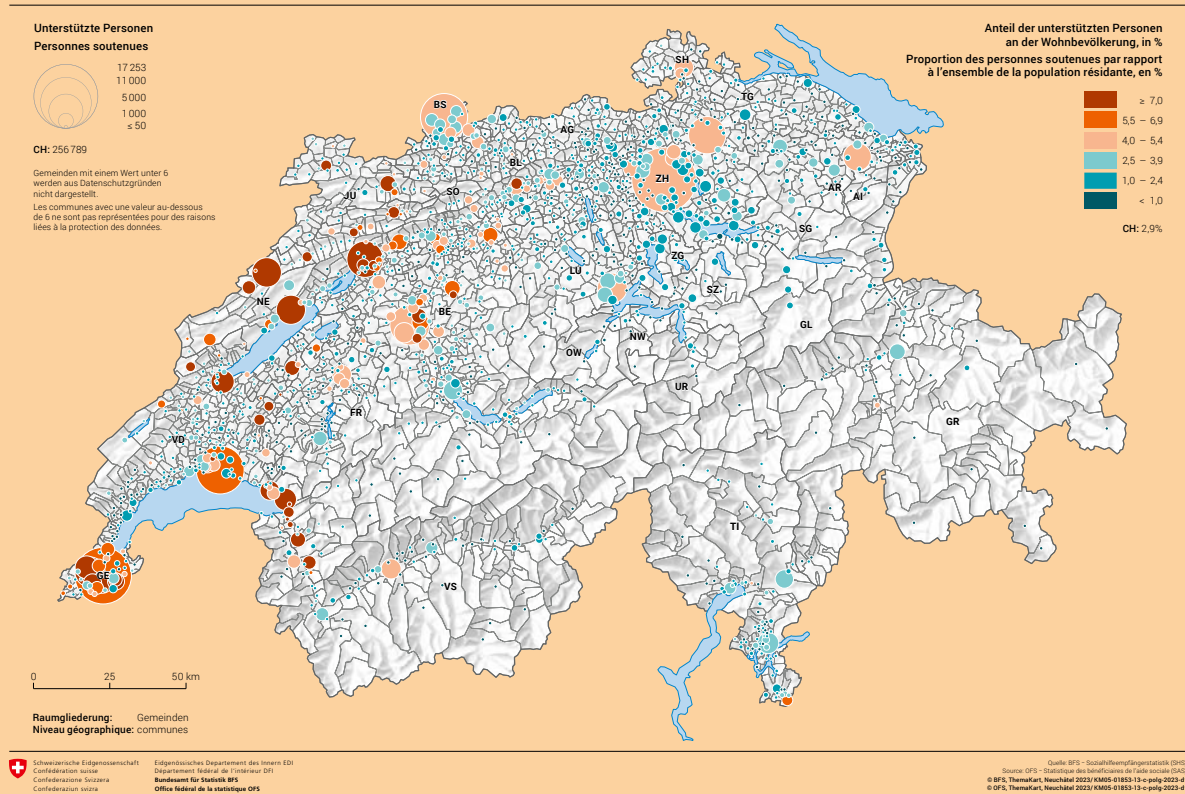 Unterstützte Personen
Personnes soutenues
17 253
11 000
5 000
1 000
≤ 50
CH: 256 789
Gemeinden mit einem Wert unter 6
werden aus Datenschutzgründen
nicht dargestellt.
Les communes avec une valeur au-dessous
de 6 ne sont pas représentées pour des raisons
liées à la protection des données.
Anteil der unterstützten Personen
an der Wohnbevölkerung, in %
Proportion des personnes soutenues par rapport
à l'ensemble de la population résidante, en %
≥ 7,0
5,5 – 6,9
4,0 – 5,4
2,5 – 3,9
1,0 – 2,4
< 1,0
CH: 2,9%
SH
BS
TG
AG
BL
ZH
JU
SO
AR
AI
SG
ZG
LU
SZ
NE
BE
GL
NW
OW
UR
FR
GR
VD
TI
GE
VS
0 25 50 km
Raumgliederung: Gemeinden
Niveau géographique: communes
Schweizerische Eidgenossenschaft
Confédération suisse
Confederazione Svizzera
Confederaziun svizra
Eidgenössisches Departement des Innern EDI
Département fédéral de l'intérieur DFI
Bundesamt für Statistik BFS
Office fédéral de la statistique OFS
Quelle: BFS – Sozialhilfeempfängerstatistik (SHS
Source: OFS – Statistique des bénéficiaires de l'aide sociale (SAS
© BFS, ThemaKart, Neuchâtel 2023/ KM05-01853-13-c-polg-2023-d
© OFS, ThemaKart, Neuchâtel 2023/ KM05-01853-13-c-polg-2023-d